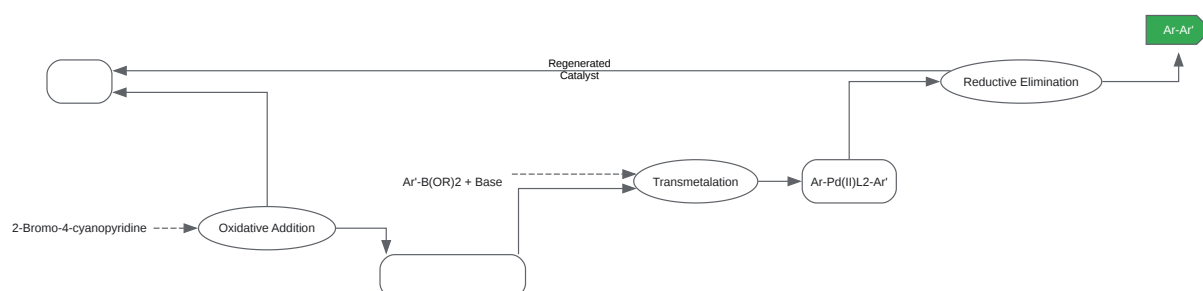 Ar-Ar'
Regenerated
Catalyst
Reductive Elimination
Ar'-B(OR)2 + Base
Transmetalation
Ar-Pd(II)L2-Ar'
2-Bromo-4-cyanopyridine
Oxidative Addition